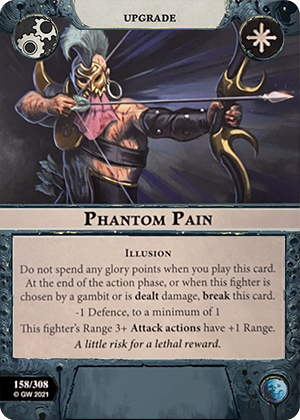 UPGRADE
PHANTOM PAIN
ILLUSION
Do not spend any glory points when you play this card.
At the end of the action phase, or when this fighter is
chosen by a gambit or is dealt damage, break this card.
-1 Defence, to a minimum of 1
This fighter's Range 3+ Attack actions have +1 Range.
A little risk for a lethal reward.
158/308
© GW 2021